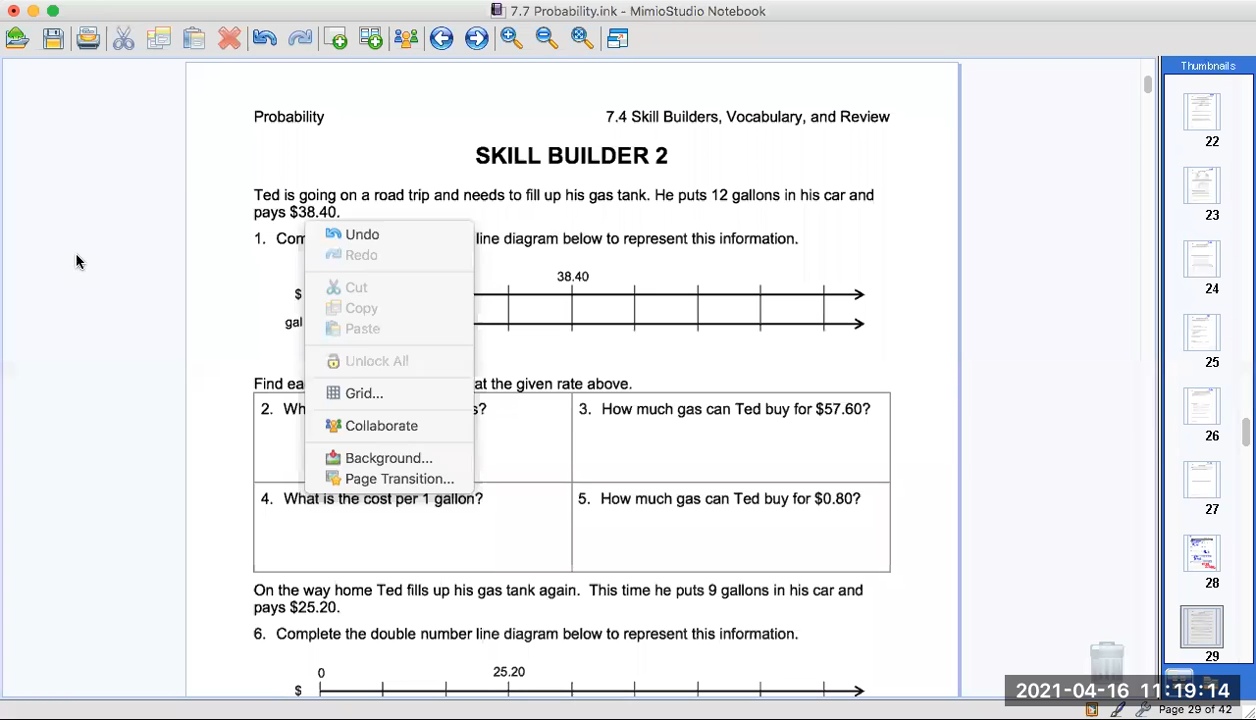 7.7 Probability.ink - MimioStudio Notebook
Thumbnails
Probability 7.4 Skill Builders, Vocabulary, and Review
SKILL BUILDER 2
Ted is going on a road trip and needs to fill up his gas tank. He puts 12 gallons in his car and
pays $38.40.
1. Com line diagram below to represent this information.
38.40
$
gal
Undo
Redo
Cut
Copy
Paste
Unlock All
Grid...
Collaborate
Background...
Page Transition...
Find ea at the given rate above.
2. Wh s?
3. How much gas can Ted buy for $57.60?
4. What is the cost per 1 gallon?
5. How much gas can Ted buy for $0.80?
On the way home Ted fills up his gas tank again. This time he puts 9 gallons in his car and
pays $25.20.
6. Complete the double number line diagram below to represent this information.
0 25.20
$
22
23
24
25
26
27
28
29
2021-04-16 11:19:14
Page 29 of 42